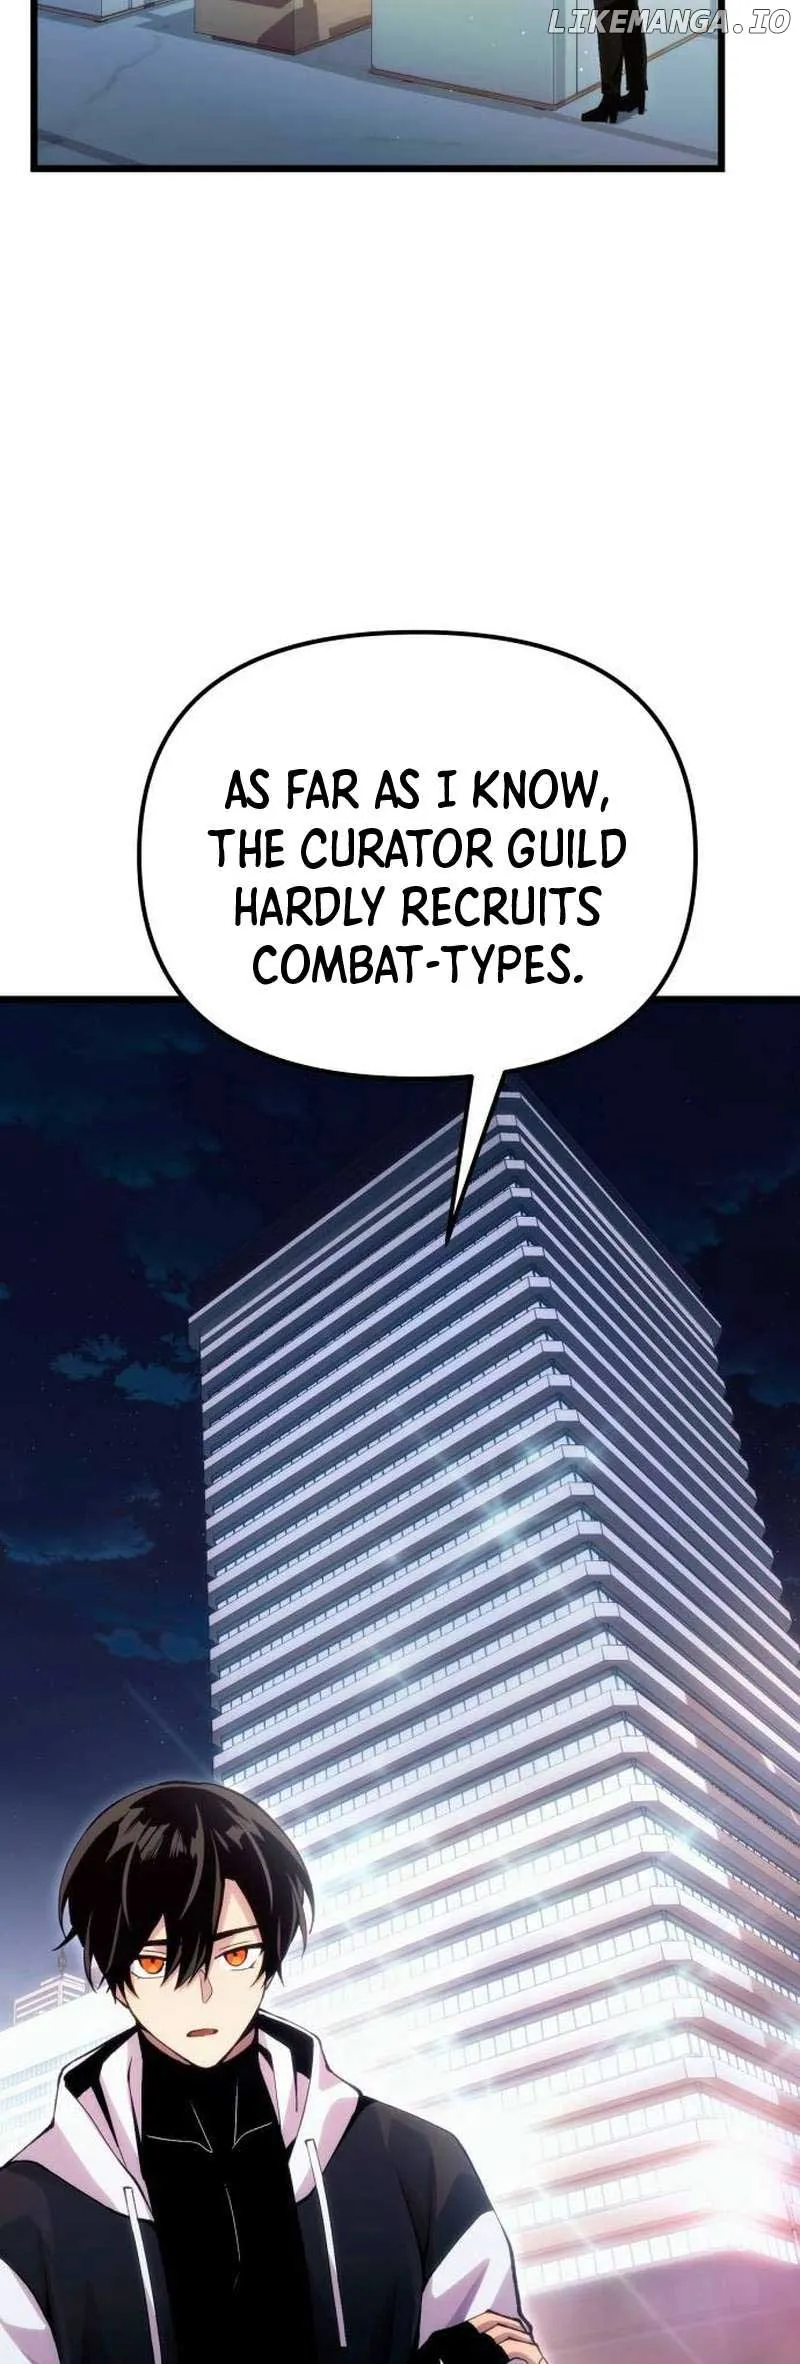 LIKEMANGA.IO
AS FAR AS I KNOW,
THE CURATOR GUILD
HARDLY RECRUITS
COMBAT-TYPES.